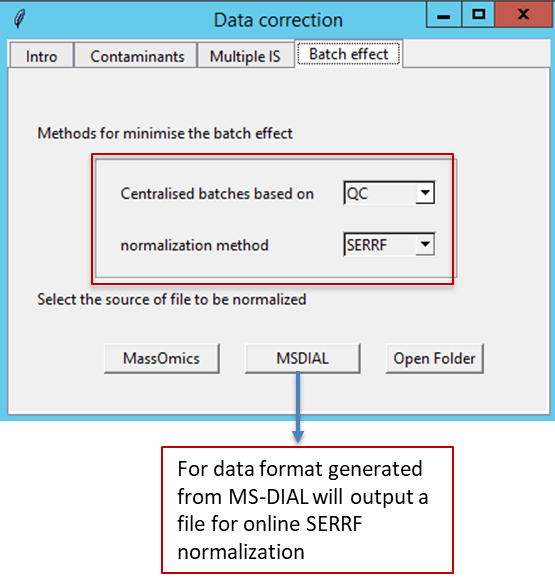 Data correction
Intro Contaminants Multiple IS Batch effect
Methods for minimise the batch effect
Centralised batches based on QC
normalization method SERRF
Select the source of file to be normalized
MassOmics MSDIAL Open Folder
For data format generated
from MS-DIAL will output a
file for online SERRF
normalization